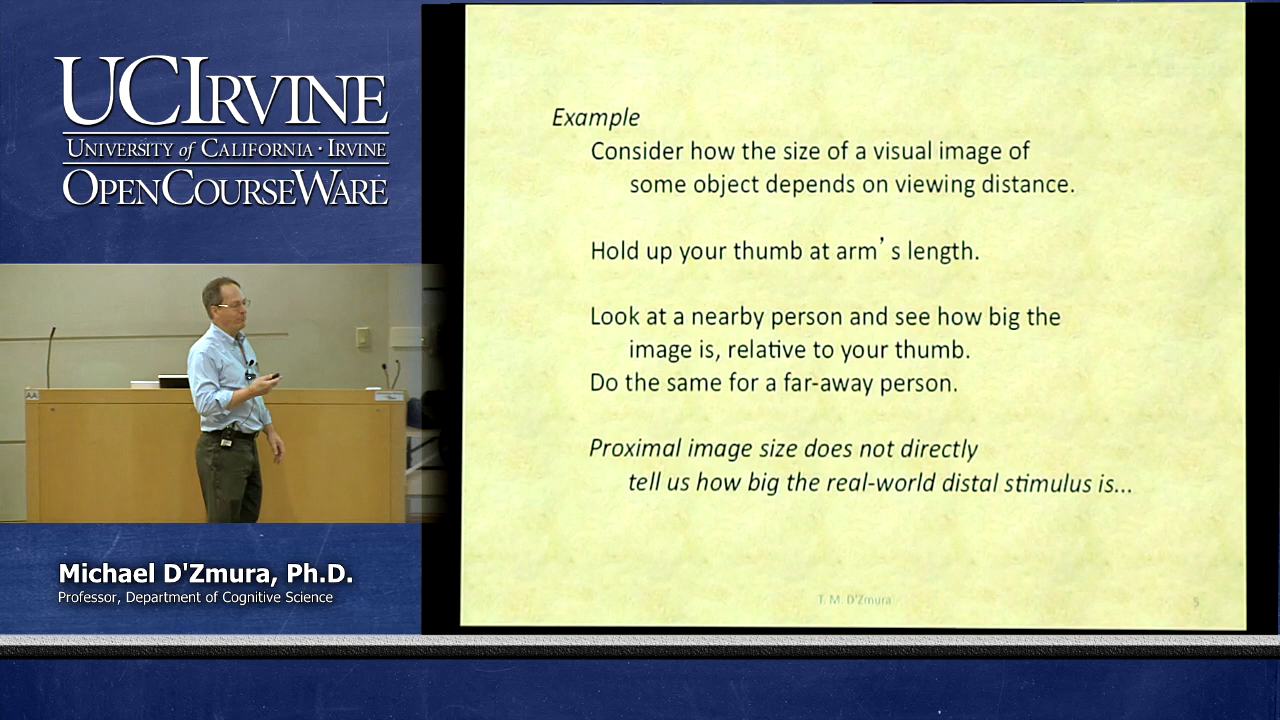 UCIRVINE
UNIVERSITY of CALIFORNIA · IRVINE
OPENCOURSEWARE
Michael D'Zmura, Ph.D.
Professor, Department of Cognitive Science
Example
Consider how the size of a visual image of
some object depends on viewing distance.
Hold up your thumb at arm’s length.
Look at a nearby person and see how big the
image is, relative to your thumb.
Do the same for a far-away person.
Proximal image size does not directly
tell us how big the real-world distal stimulus is...
T. M. D'Zmura
5